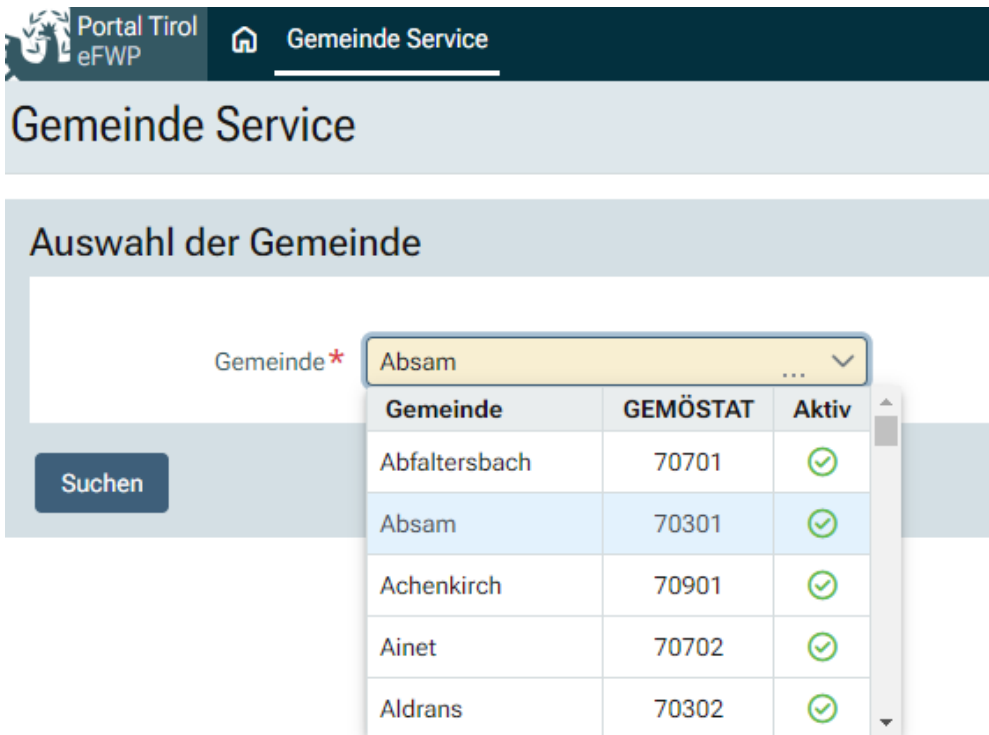 Portal Tirol
eFWP
Gemeinde Service
Gemeinde Service
Auswahl der Gemeinde
Gemeinde* Absam ...
Gemeinde GEMÖSTAT Aktiv
Abfaltersbach 70701
Absam 70301
Achenkirch 70901
Ainet 70702
Aldrans 70302
Suchen